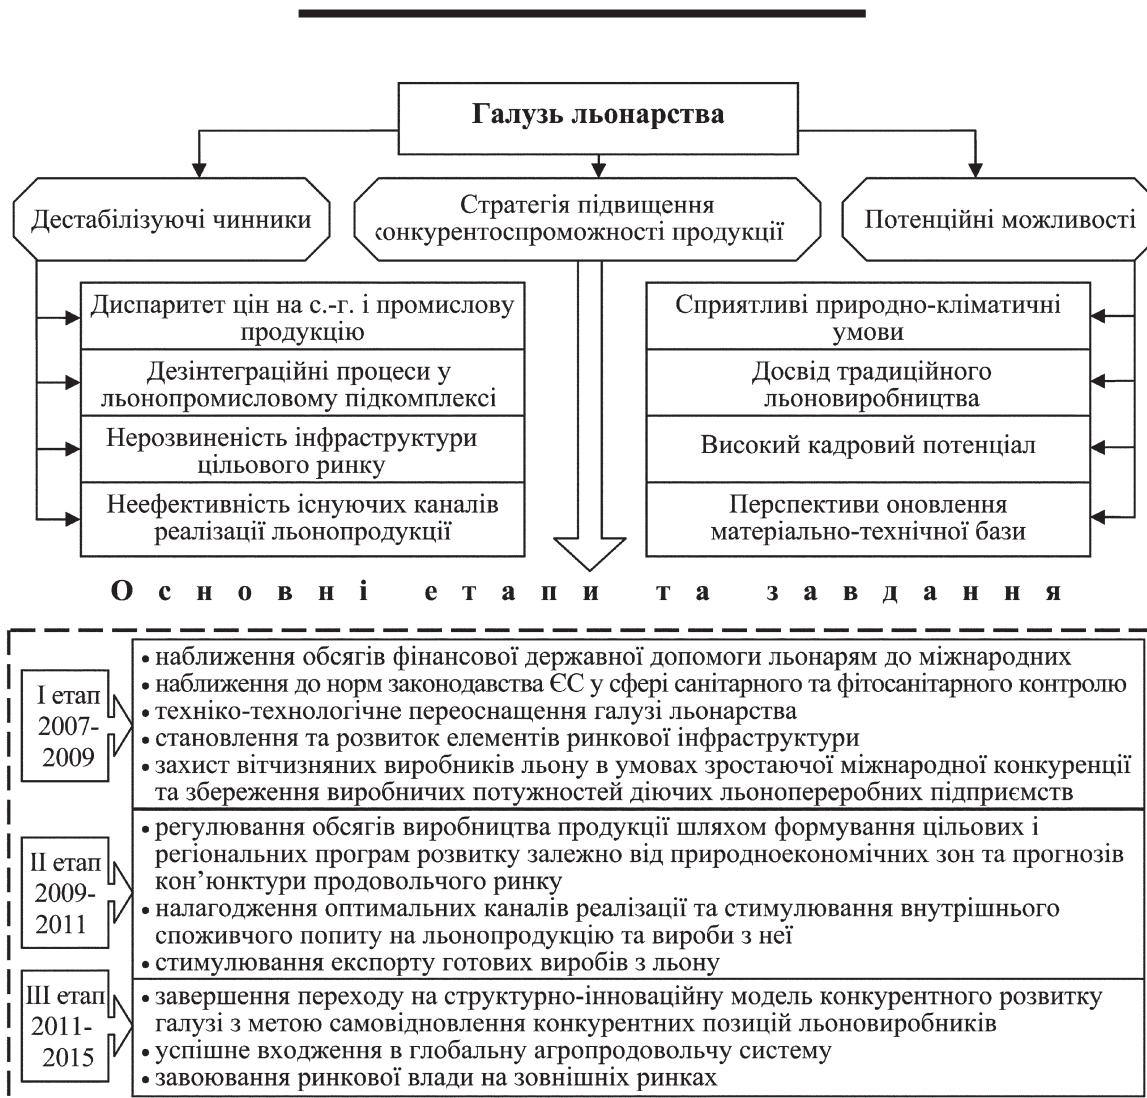 Галузь льонарства
Дестабілізуючі чинники
Стратегія підвищення
конкурентоспроможності продукції
Потенційні можливості
Диспаритет цін на с.-г. і промислову
продукцію
Дезінтеграційні процеси у
льонопромисловому підкомплексі
Нерозвиненість інфраструктури
цільового ринку
Неефективність існуючих каналів
реалізації льонопродукції
Сприятливі природно-кліматичні
умови
Досвід традиційного
льоновиробництва
Високий кадровий потенціал
Перспективи оновлення
матеріально-технічної бази
Основні етапи та завдання
І етап
2007-
2009
• наближення обсягів фінансової державної допомоги льонарям до міжнародних
• наближення до норм законодавства ЄС у сфері санітарного та фітосанітарного контролю
• техніко-технологічне переоснащення галузі льонарства
• становлення та розвиток елементів ринкової інфраструктури
• захист вітчизняних виробників льону в умовах зростаючої міжнародної конкуренції
та збереження виробничих потужностей діючих льонопереробних підприємств
ІІ етап
2009-
2011
• регулювання обсягів виробництва продукції шляхом формування цільових і
регіональних програм розвитку залежно від природноекономічних зон та прогнозів
кон’юнктури продовольчого ринку
• налагодження оптимальних каналів реалізації та стимулювання внутрішнього
споживчого попиту на льонопродукцію та вироби з неї
• стимулювання експорту готових виробів з льону
ІІІ етап
2011-
2015
• завершення переходу на структурно-інноваційну модель конкурентного розвитку
галузі з метою самовідновлення конкурентних позицій льоновиробників
• успішне входження в глобальну агропродовольчу систему
• завоювання ринкової влади на зовнішніх ринках